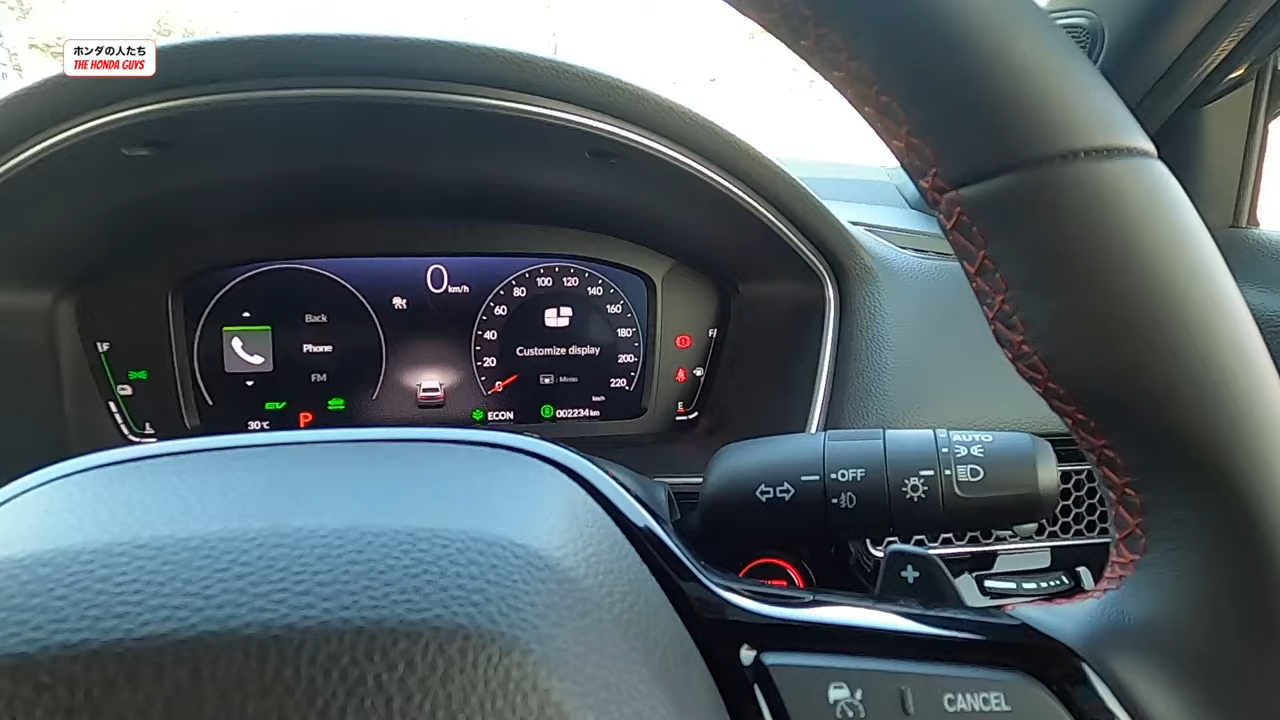 ホンダの人たち
THE HONDA GUYS
0 km/h
Back
Phone
FM
EV
30°C
P
0
20
40
60
80
100
120
140
160
180
200
220
km/h
Customize display
: Menu
ECON
002234 km
F
E
OFF
AUTO
+
CANCEL